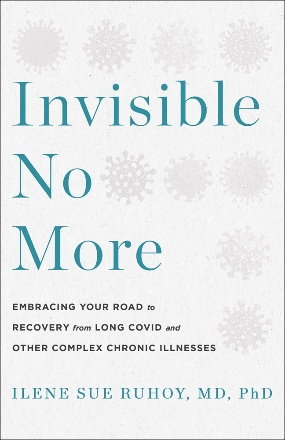 Invisible
No
More
EMBRACING YOUR ROAD to
RECOVERY from LONG COVID and
OTHER COMPLEX CHRONIC ILLNESSES
ILENE SUE RUHOY, MD, PhD